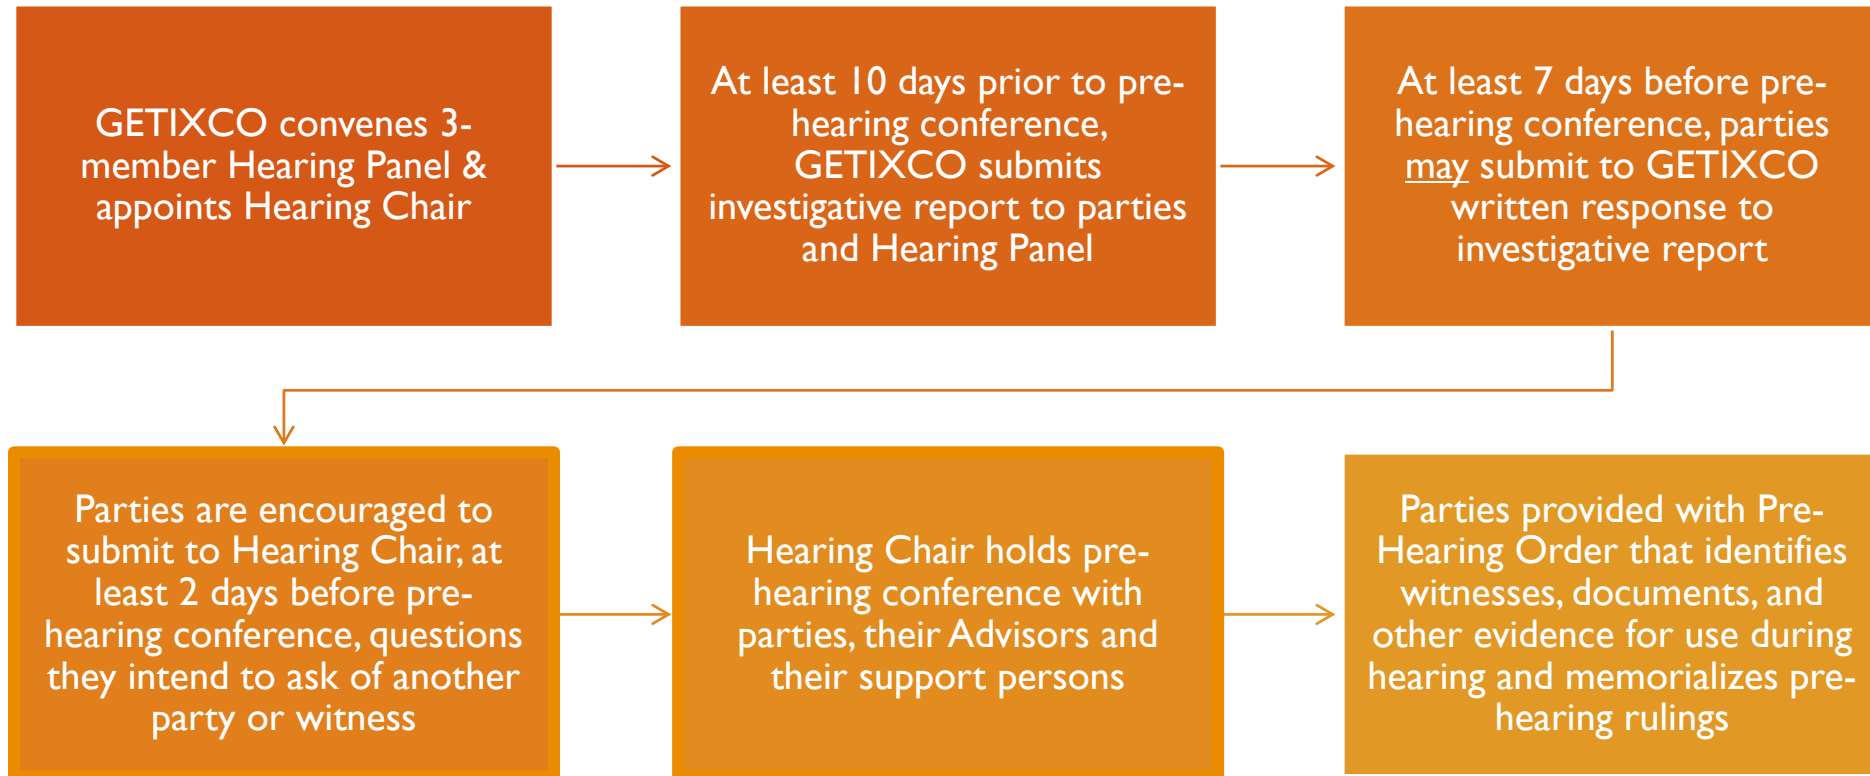 GETIXCO convenes 3-
member Hearing Panel &
appoints Hearing Chair
At least 10 days prior to pre-
hearing conference,
GETIXCO submits
investigative report to parties
and Hearing Panel
At least 7 days before pre-
hearing conference, parties
may submit to GETIXCO
written response to
investigative report
Parties are encouraged to
submit to Hearing Chair, at
least 2 days before pre-
hearing conference, questions
they intend to ask of another
party or witness
Hearing Chair holds pre-
hearing conference with
parties, their Advisors and
their support persons
Parties provided with Pre-
Hearing Order that identifies
witnesses, documents, and
other evidence for use during
hearing and memorializes pre-
hearing rulings